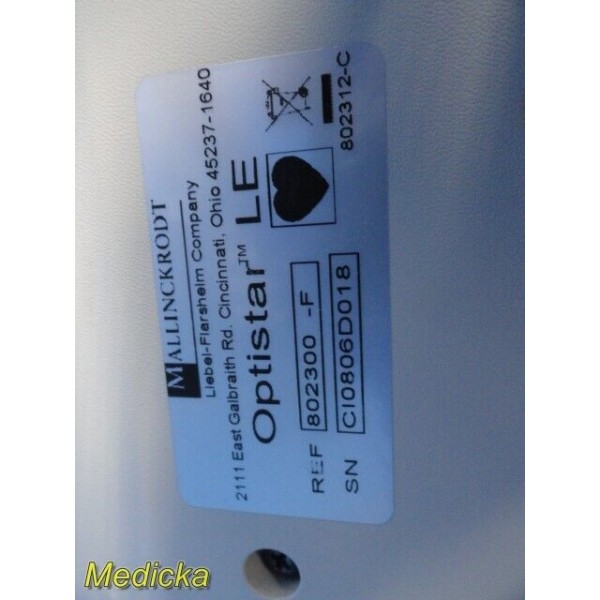 MALLINCKRODT
Liebel-Flarsheim Company
2111 East Galbraith Rd. Cincinnati, Ohio 45237-1640
Optistar™ LE
REF 802300 -F
SN CI0806D018
802312-C
Medicka